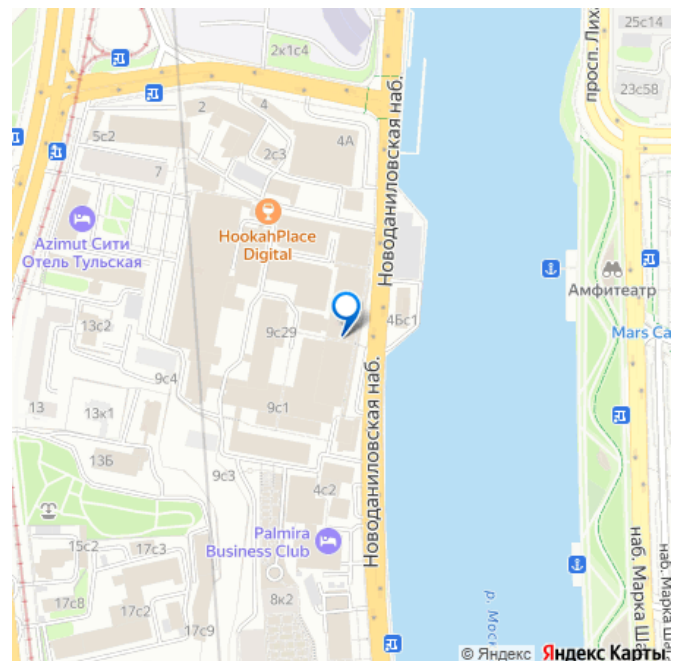 25с14
2к1с4
просп. Лих
23с58
2
4
5с2
4А
2с3
7
Новоданиловская наб.
HookahPlace
Digital
Azimut Сити
Отель Тульская
Амфитеатр
13с2
9с29
4Бс1
Mars Ca
9с4
13
13к1
9с1
Новоданиловская наб.
13Б
9с3
4с2
Palmira
Business Club
15с2
17с3
наб. Марка Ша
наб. Марка Ше
8к2
р. Мос
17с8
17с2
17с9
© Яндекс Яндекс Карты